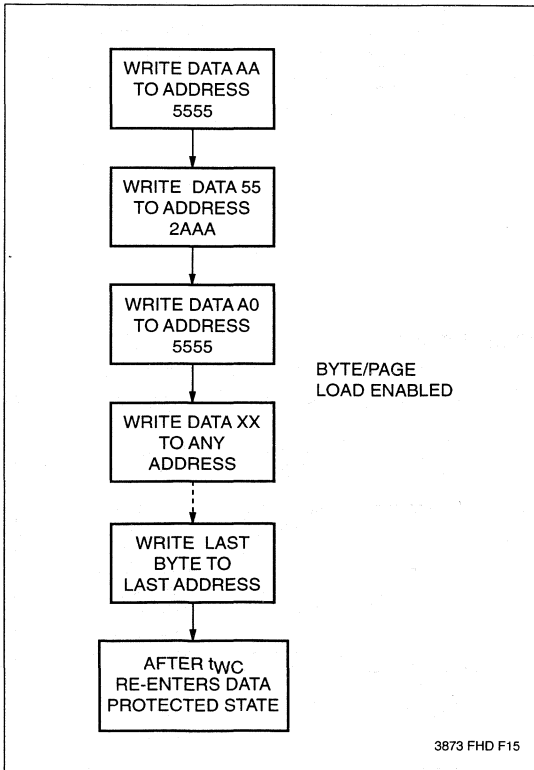 WRITE DATA AA
TO ADDRESS
5555
WRITE DATA 55
TO ADDRESS
2AAA
WRITE DATA A0
TO ADDRESS
5555
BYTE/PAGE
LOAD ENABLED
WRITE DATA XX
TO ANY
ADDRESS
WRITE LAST
BYTE TO
LAST ADDRESS
AFTER tWC
RE-ENTERS DATA
PROTECTED STATE
3873 FHD F15